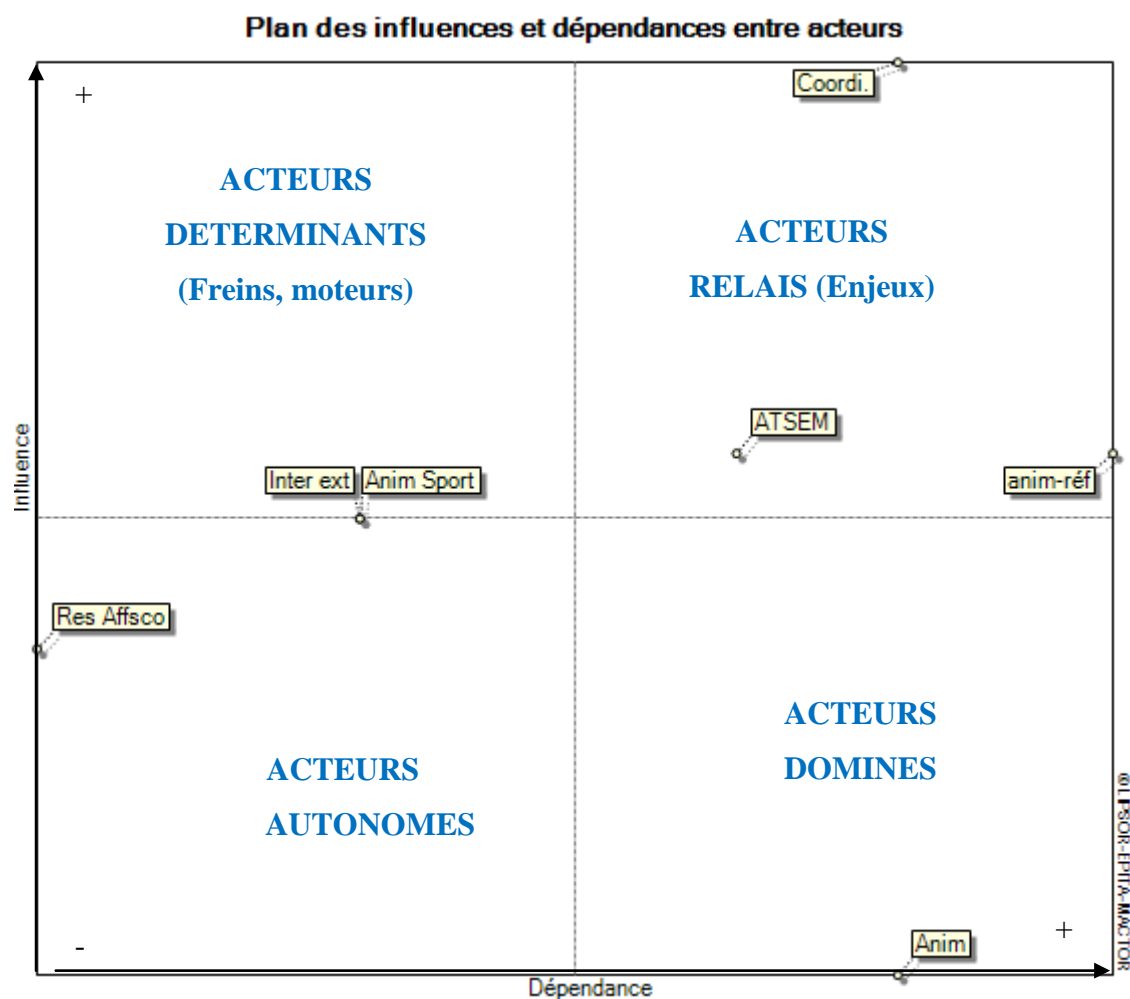 Plan des influences et dépendances entre acteurs
+
Coordi.
ACTEURS
DETERMINANTS
(Freins, moteurs)
ACTEURS
RELAIS (Enjeux)
ATSEM
Influence
Inter ext
Anim Sport
anim-réf
Res Affsco
ACTEURS
DOMINES
ACTEURS
AUTONOMES
© LIPSOR-EPITA-MACTOR
-
+
Anim
Dépendance